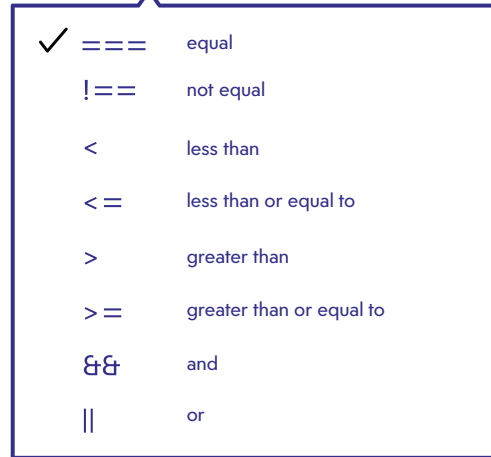 === equal
!== not equal
< less than
<= less than or equal to
> greater than
>= greater than or equal to
&& and
|| or